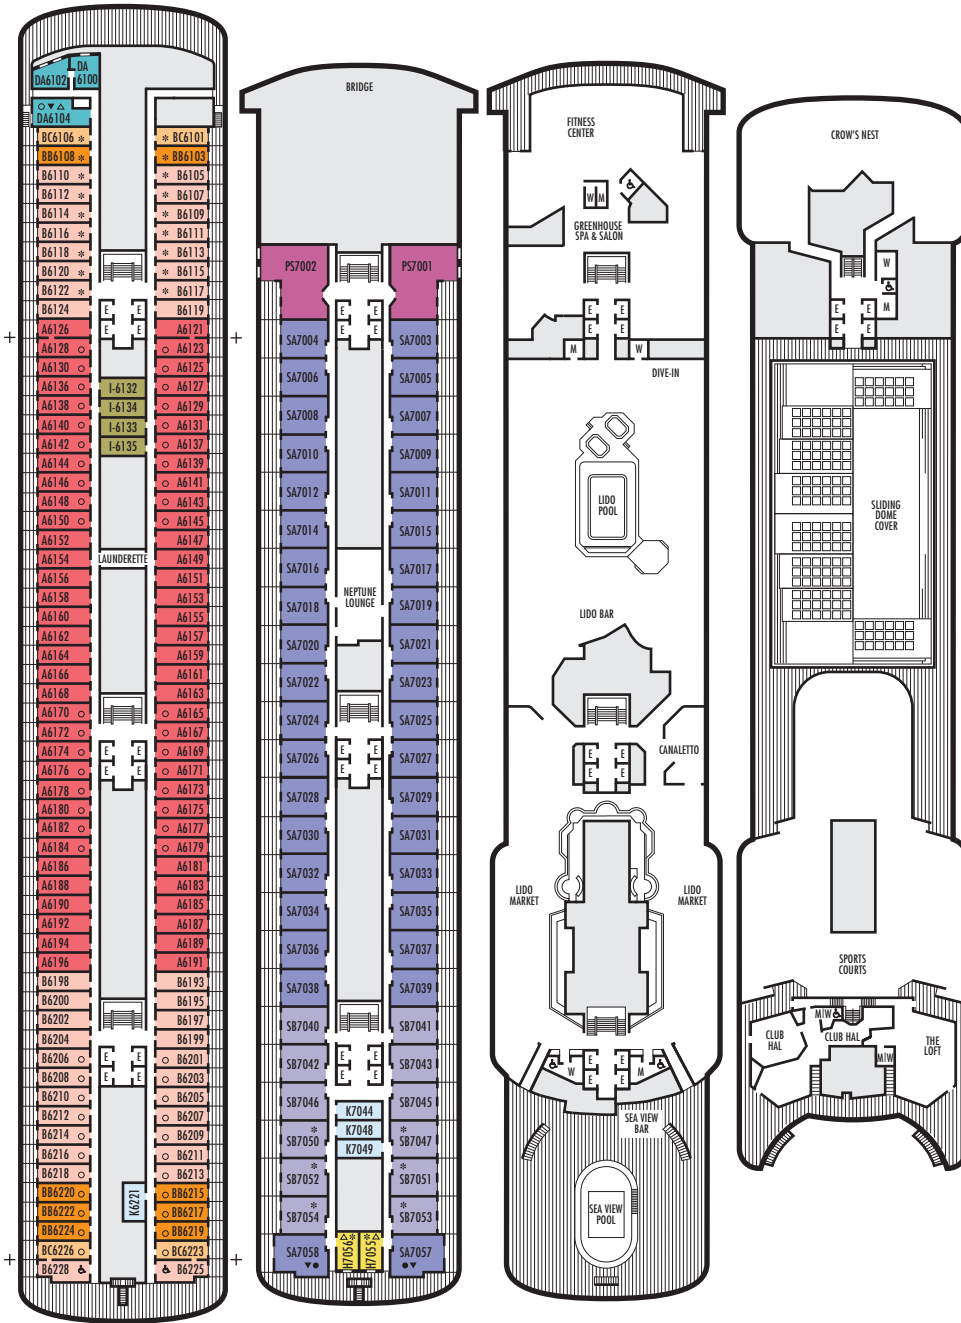 DA6102
DA
6100
DA6104
BC6106
BC6101
BB6108
BB6103
B6110
B6105
B6112
B6107
B6114
B6109
B6116
B6111
B6118
B6113
B6120
B6115
B6122
B6117
B6124
B6119
E E
E E
A6126
A6121
A6128
A6123
A6130
A6125
A6136
I-6132
A6127
A6138
I-6134
A6129
A6140
I-6133
A6131
A6142
I-6135
A6137
A6144
A6139
A6146
A6141
A6148
A6143
A6150
A6145
A6152
A6147
A6154
LAUNDERETTE
A6149
A6156
A6151
A6158
A6153
A6160
A6155
A6162
A6157
A6164
A6159
A6166
A6161
A6168
A6163
A6170
A6165
A6172
A6167
A6174
E E
A6169
A6176
E E
A6171
A6178
A6173
A6180
A6175
A6182
A6177
A6184
A6179
A6186
A6181
A6188
A6183
A6190
A6185
A6192
A6187
A6194
A6189
A6196
A6191
B6198
B6193
B6200
B6195
B6202
B6197
B6204
B6199
B6206
E E
B6201
B6208
E E
B6203
B6210
B6205
B6212
B6207
B6214
B6209
B6216
B6211
B6218
B6213
BB6220
K6221
BB6215
BB6222
BB6217
BB6224
BB6219
BC6226
BC6223
B6228
B6225
BRIDGE
PS7002
PS7001
E E
E E
SA7004
SA7003
SA7006
SA7005
SA7008
SA7007
SA7010
SA7009
SA7012
SA7011
SA7014
SA7015
SA7016
SA7017
NEPTUNE
LOUNGE
SA7018
SA7019
SA7020
SA7021
SA7022
SA7023
SA7024
SA7025
SA7026
E E
E E
SA7027
SA7028
SA7029
SA7030
SA7031
SA7032
SA7033
SA7034
SA7035
SA7036
SA7037
SA7038
SA7039
SB7040
SB7041
SB7042
E E
E E
SB7043
SB7046
K7044
SB7045
SB7050
K7048
SB7047
K7049
SB7052
SB7051
SB7054
SB7053
SA7058
H7056
H7055
SA7057
FITNESS
CENTER
W M
GREENHOUSE
SPA & SALON
E E
E E
M W
DIVE-IN
LIDO
POOL
LIDO BAR
CANALETTO
E E
E E
LIDO
MARKET
LIDO
MARKET
W E E M
E E
SEA VIEW
BAR
SEA VIEW
POOL
CROW'S NEST
W
M
E E
E E
SLIDING
DOME
COVER
SPORTS
COURTS
M W
CLUB
HAL
CLUB HAL
THE
LOFT
M W